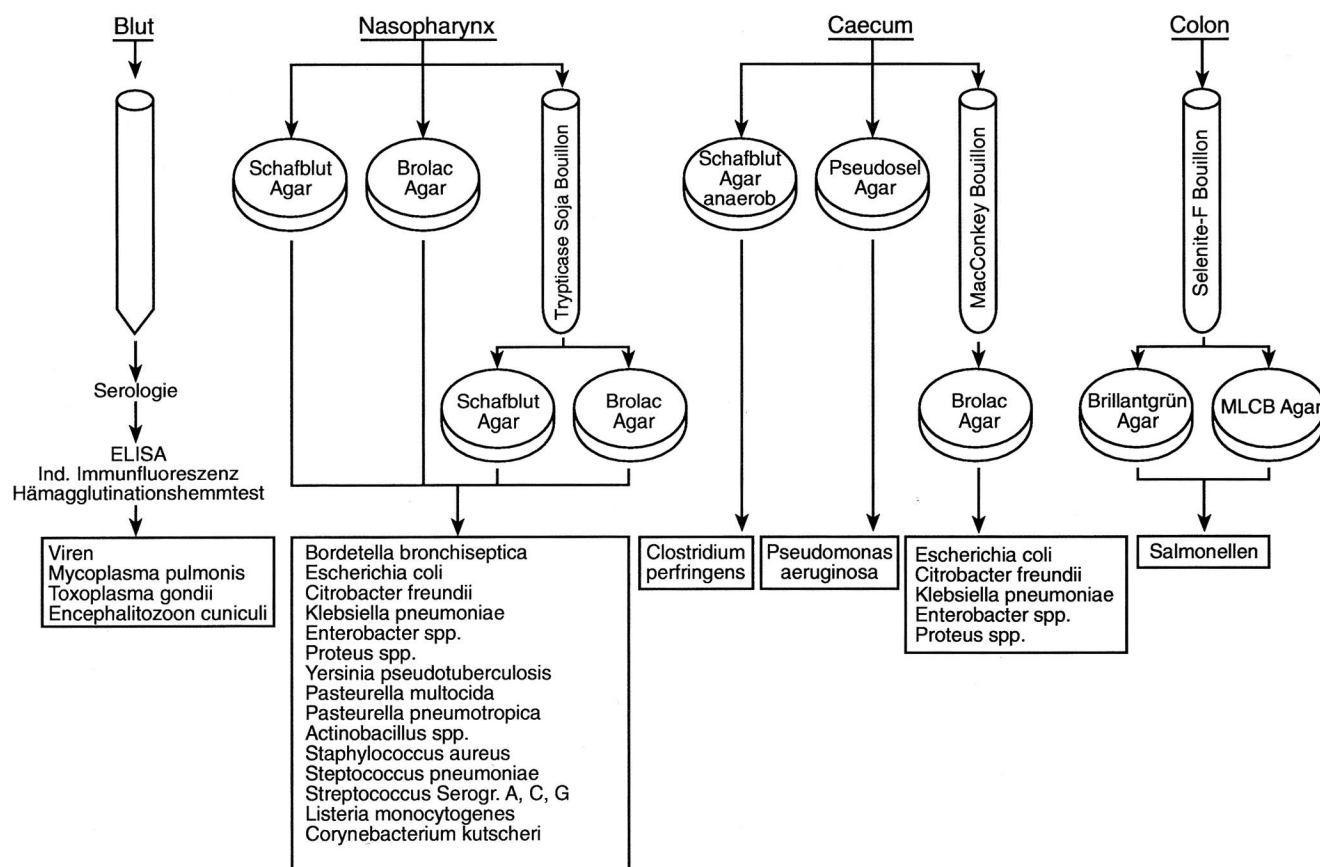 Blut
Nasopharynx
Caecum
Colon
Schafblut
Agar
Brolac
Agar
Trypticase Soja Bouillon
Schafblut
Agar
anaerob
Pseudosel
Agar
MacConkey Bouillon
Selenite-F Bouillon
Serologie
ELISA
Ind. Immunfluoreszenz
Hämagglutinationshemmtest
Schafblut
Agar
Brolac
Agar
Brolac
Agar
Brillantgrün
Agar
MLCB Agar
Viren
Mycoplasma pulmonis
Toxoplasma gondii
Encephalitozoon cuniculi
Bordetella bronchiseptica
Escherichia coli
Citrobacter freundii
Klebsiella pneumoniae
Enterobacter spp.
Proteus spp.
Yersinia pseudotuberculosis
Pasteurella multocida
Pasteurella pneumotropica
Actinobacillus spp.
Staphylococcus aureus
Steptococcus pneumoniae
Streptococcus Serogr. A, C, G
Listeria monocytogenes
Corynebacterium kutscheri
Clostridium
perfringens
Pseudomonas
aeruginosa
Escherichia coli
Citrobacter freundii
Klebsiella pneumoniae
Enterobacter spp.
Proteus spp.
Salmonellen